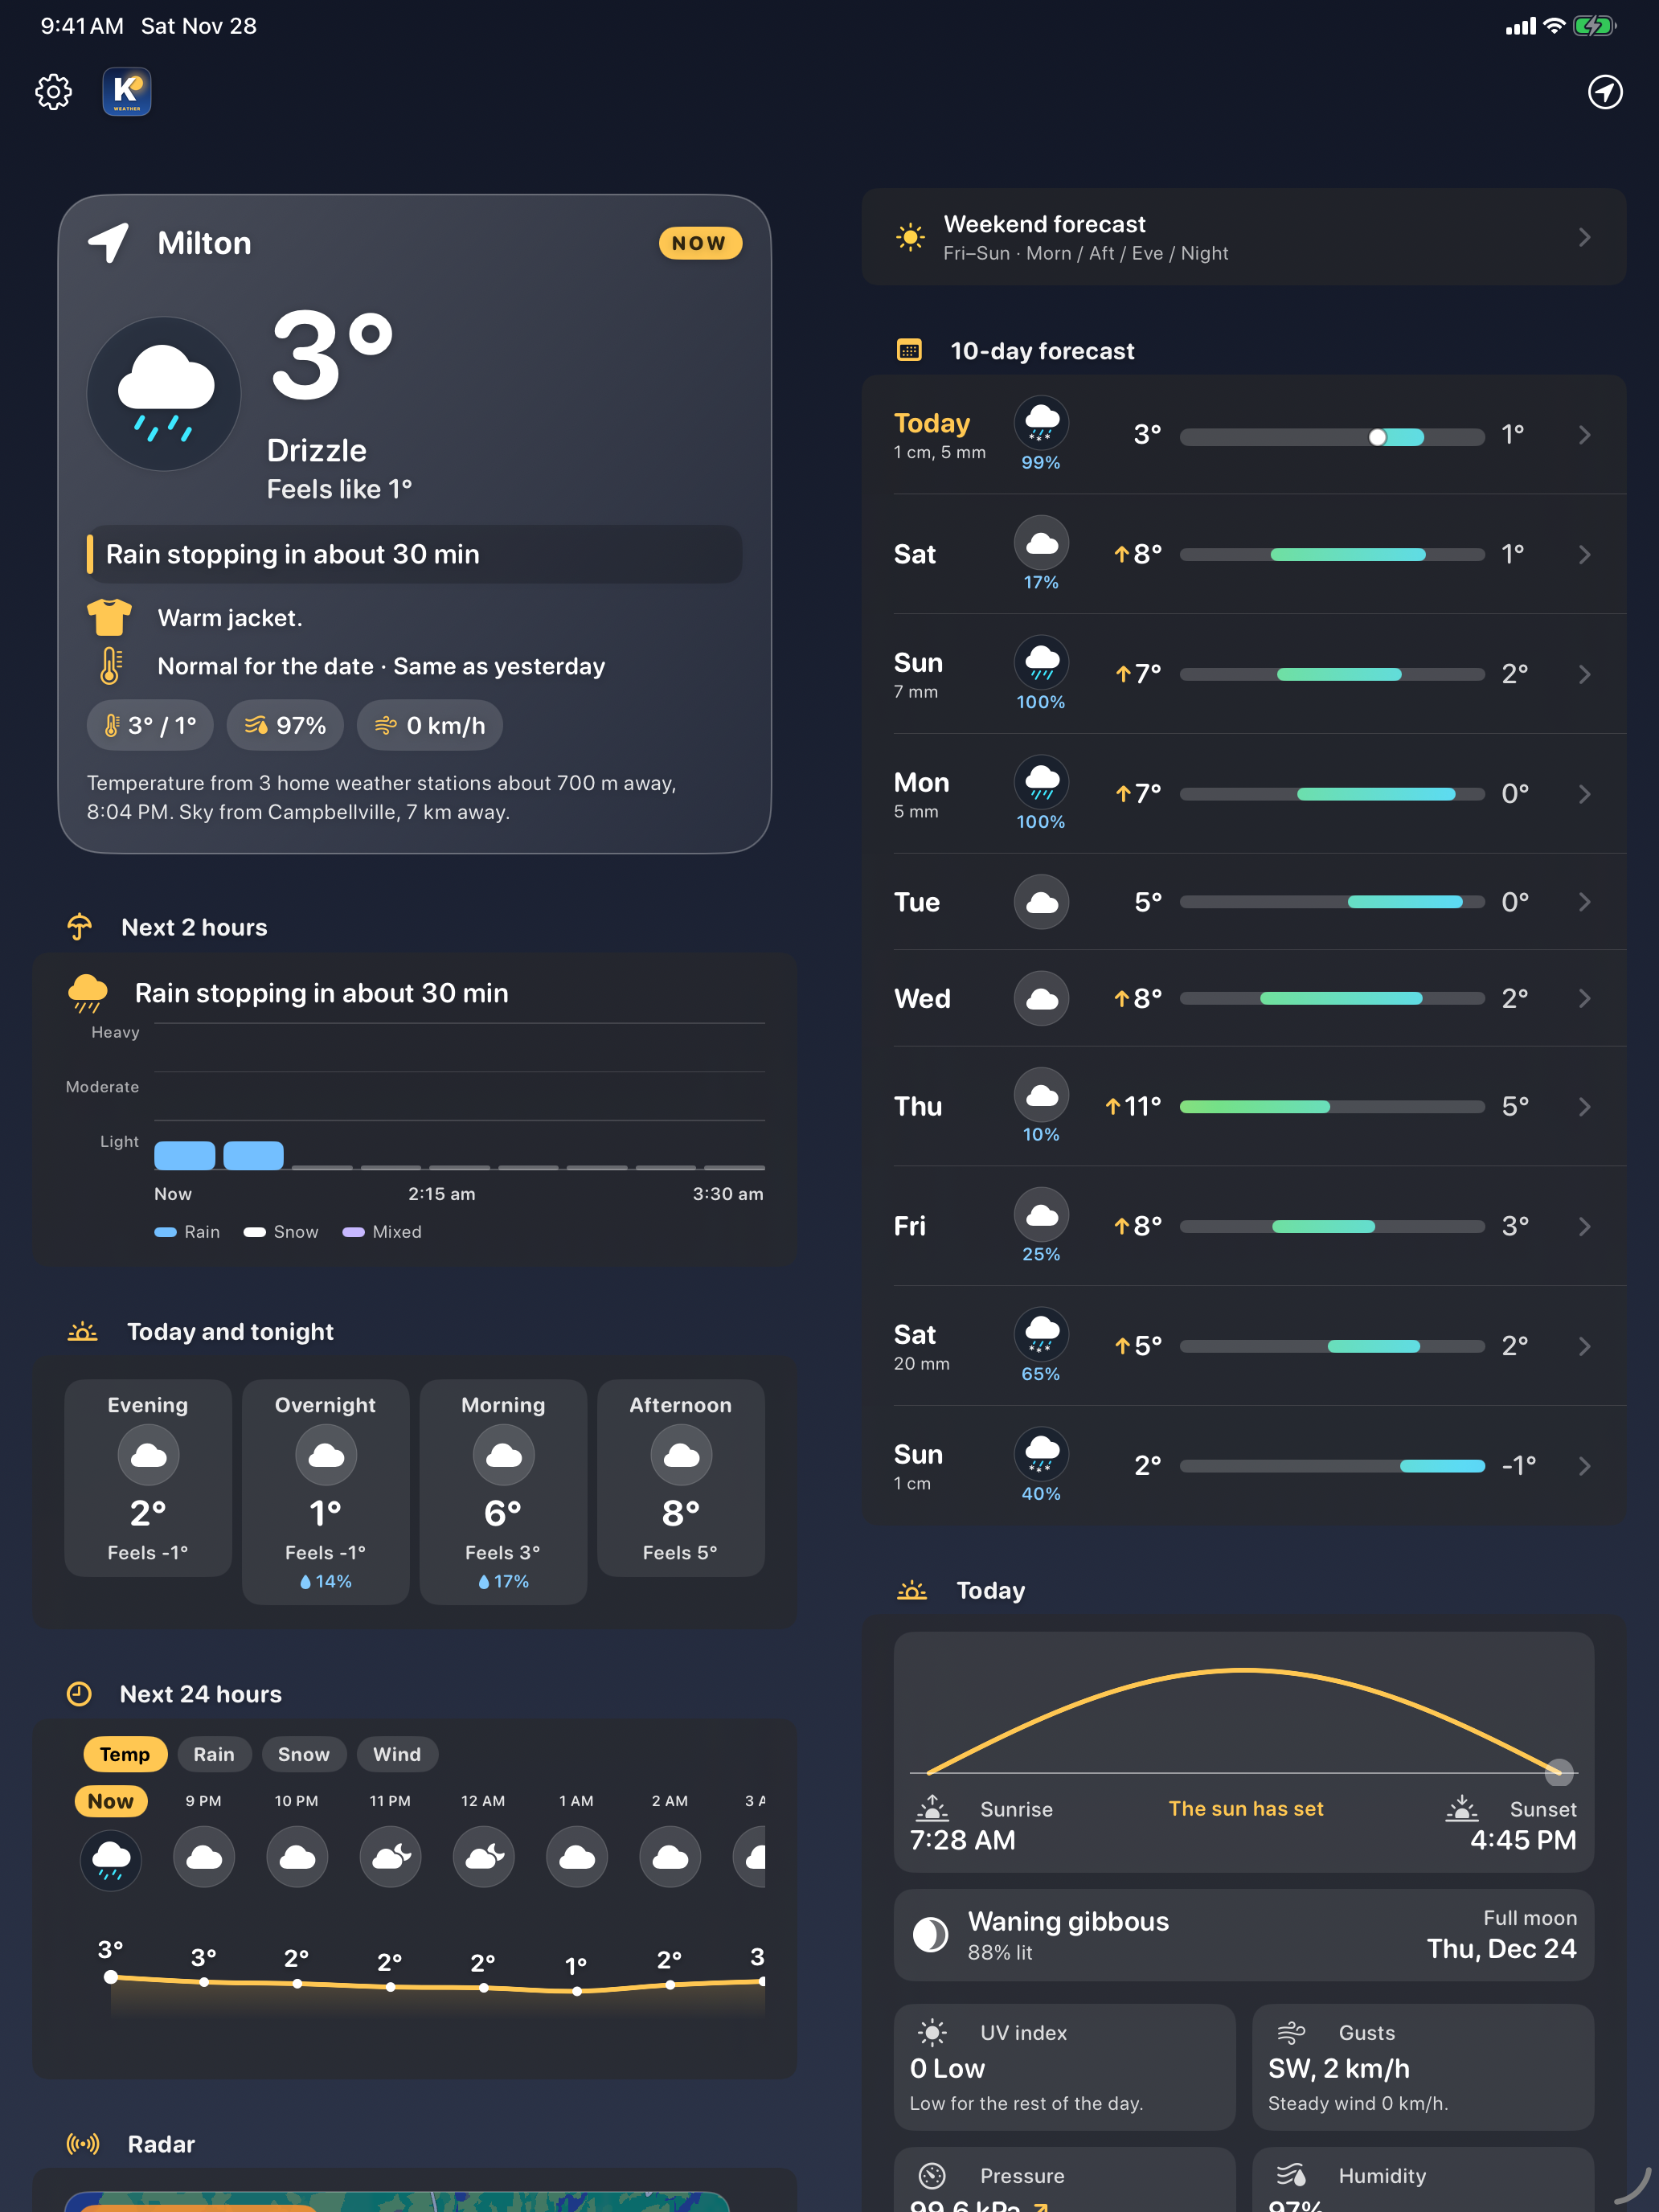 9:41 AM Sat Nov 28
K
WEATHER
Milton
NOW
3°
Drizzle
Feels like 1°
Rain stopping in about 30 min
Warm jacket.
Normal for the date · Same as yesterday
3° / 1°
97%
0 km/h
Temperature from 3 home weather stations about 700 m away,
8:04 PM. Sky from Campbellville, 7 km away.
Next 2 hours
Rain stopping in about 30 min
Heavy
Moderate
Light
Now 2:15 am 3:30 am
Rain Snow Mixed
Today and tonight
Evening Overnight Morning Afternoon
2° 1° 6° 8°
Feels -1° Feels -1° Feels 3° Feels 5°
14% 17%
Next 24 hours
Temp Rain Snow Wind
Now 9 PM 10 PM 11 PM 12 AM 1 AM 2 AM 3 A
3° 3° 2° 2° 2° 1° 2° 3
Radar
Weekend forecast
Fri–Sun · Morn / Aft / Eve / Night
10-day forecast
Today 3° 1°
1 cm, 5 mm
99%
Sat 8° 1°
17%
Sun 7° 2°
7 mm
100%
Mon 7° 0°
5 mm
100%
Tue 5° 0°
Wed 8° 2°
Thu 11° 5°
10%
Fri 8° 3°
25%
Sat 5° 2°
20 mm
65%
Sun 2° -1°
1 cm
40%
Today
Sunrise The sun has set Sunset
7:28 AM 4:45 PM
Waning gibbous
88% lit
Full moon
Thu, Dec 24
UV index
0 Low
Low for the rest of the day.
Gusts
SW, 2 km/h
Steady wind 0 km/h.
Pressure
99.6 kPa
Humidity
97%